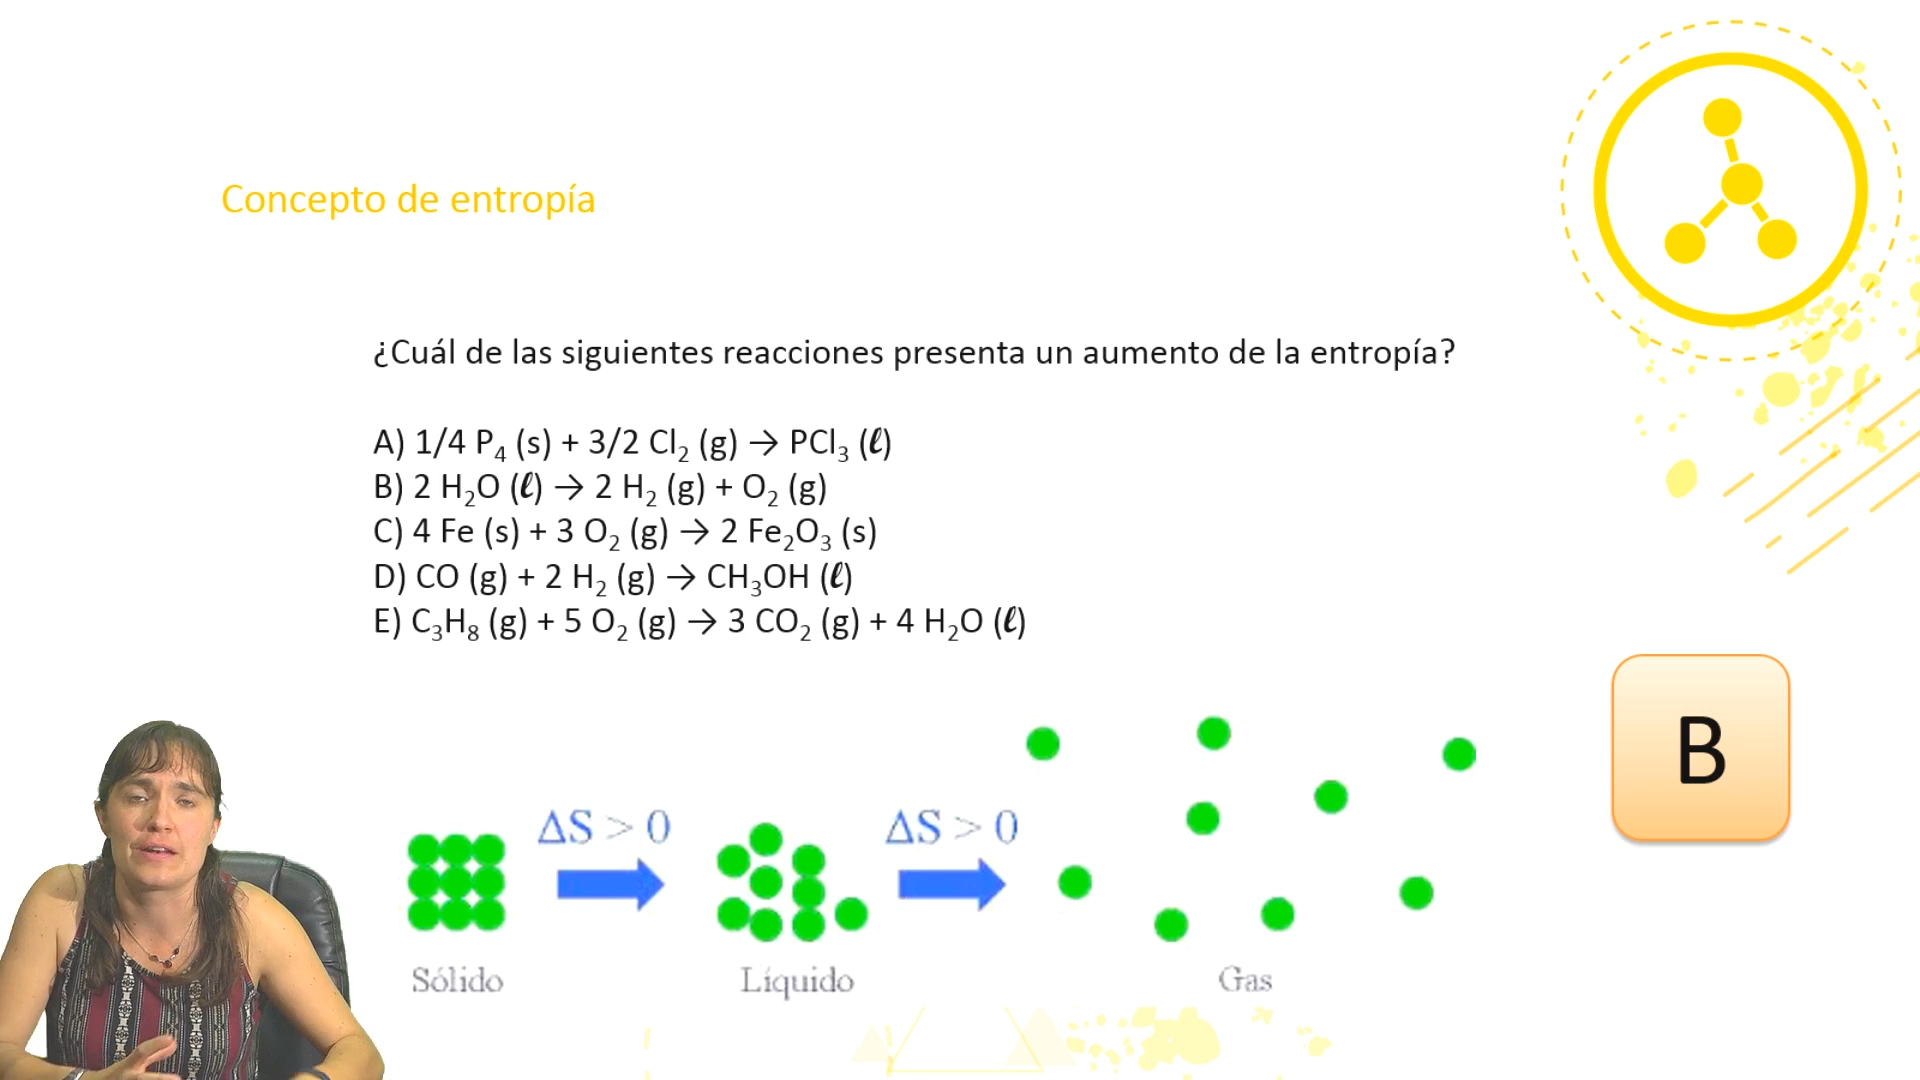 Concepto de entropía
¿Cuál de las siguientes reacciones presenta un aumento de la entropía?
A) 1/4 P₄ (s) + 3/2 Cl₂ (g) → PCl₃ (ℓ)
B) 2 H₂O (ℓ) → 2 H₂ (g) + O₂ (g)
C) 4 Fe (s) + 3 O₂ (g) → 2 Fe₂O₃ (s)
D) CO (g) + 2 H₂ (g) → CH₃OH (ℓ)
E) C₃H₈ (g) + 5 O₂ (g) → 3 CO₂ (g) + 4 H₂O (ℓ)
B
ΔS > 0 ΔS > 0
Sólido Líquido Gas